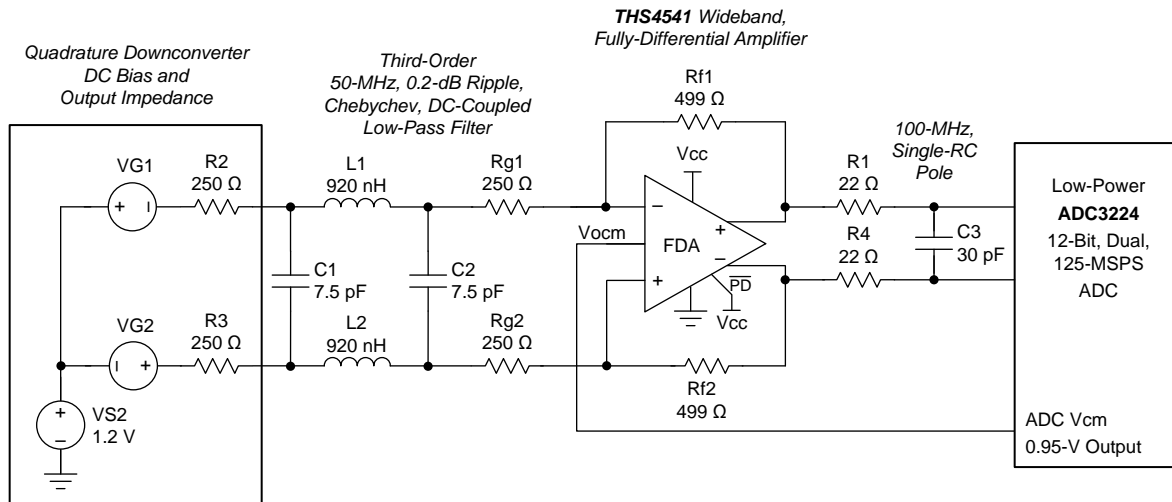 THS4541 Wideband,
Fully-Differential Amplifier
Quadrature Downconverter
DC Bias and
Output Impedance
Third-Order
50-MHz, 0.2-dB Ripple,
Chebychev, DC-Coupled
Low-Pass Filter
Rf1
499 Ω
100-MHz,
Single-RC
Pole
VG1
+
R2
250 Ω
L1
920 nH
Rg1
250 Ω
Vcc
R1
22 Ω
Low-Power
ADC3224
12-Bit, Dual,
125-MSPS
ADC
Vocm
−
+
FDA
+
−
PD
Vcc
R4
22 Ω
C3
30 pF
C1
7.5 pF
C2
7.5 pF
VG2
+
R3
250 Ω
L2
920 nH
Rg2
250 Ω
Rf2
499 Ω
+
−
VS2
1.2 V
ADC Vcm
0.95-V Output